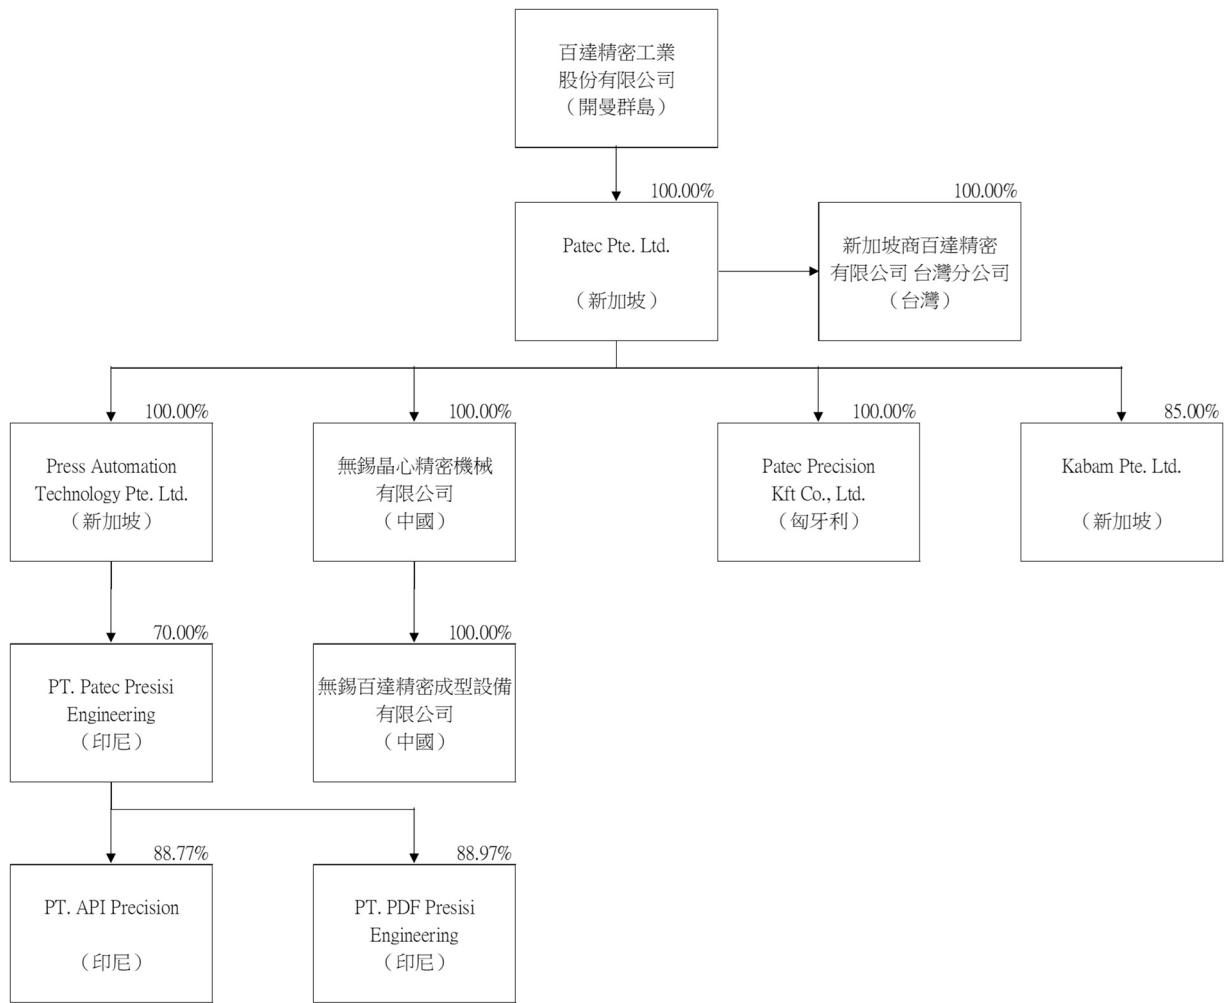 百達精密工業
股份有限公司
（開曼群島）
100.00%
100.00%
Patec Pte. Ltd.
（新加坡）
新加坡商百達精密
有限公司 台灣分公司
（台灣）
100.00%
100.00%
100.00%
85.00%
Press Automation
Technology Pte. Ltd.
（新加坡）
無錫晶心精密機械
有限公司
（中國）
Patec Precision
Kft Co., Ltd.
（匈牙利）
Kabam Pte. Ltd.
（新加坡）
70.00%
100.00%
PT. Patec Presisi
Engineering
（印尼）
無錫百達精密成型設備
有限公司
（中國）
88.77%
88.97%
PT. API Precision
（印尼）
PT. PDF Presisi
Engineering
（印尼）